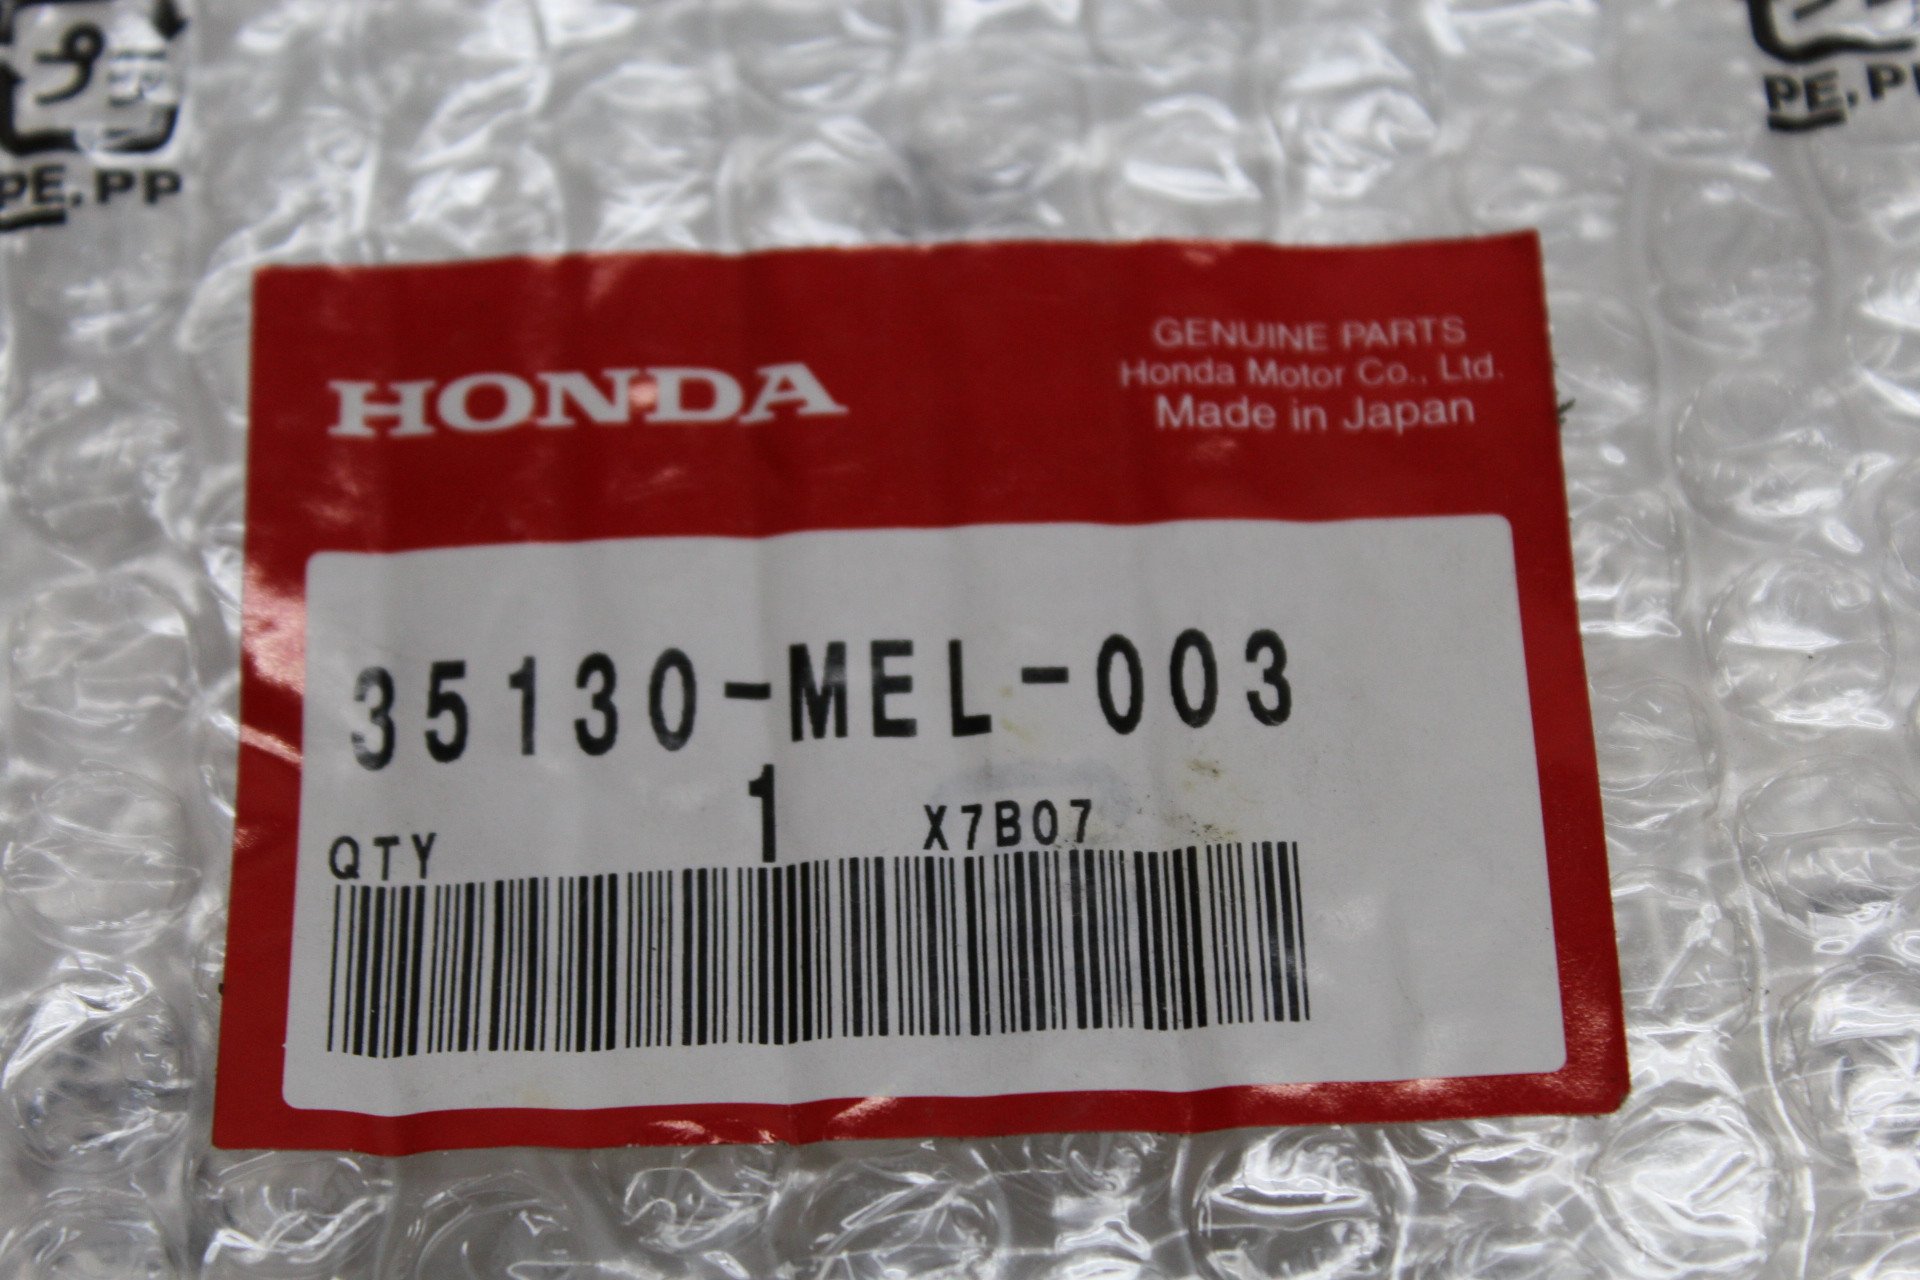 プ
PE, PP
PE, P
HONDA
GENUINE PARTS
Honda Motor Co., Ltd.
Made in Japan
35130-MEL-003
QTY 1 X7B07